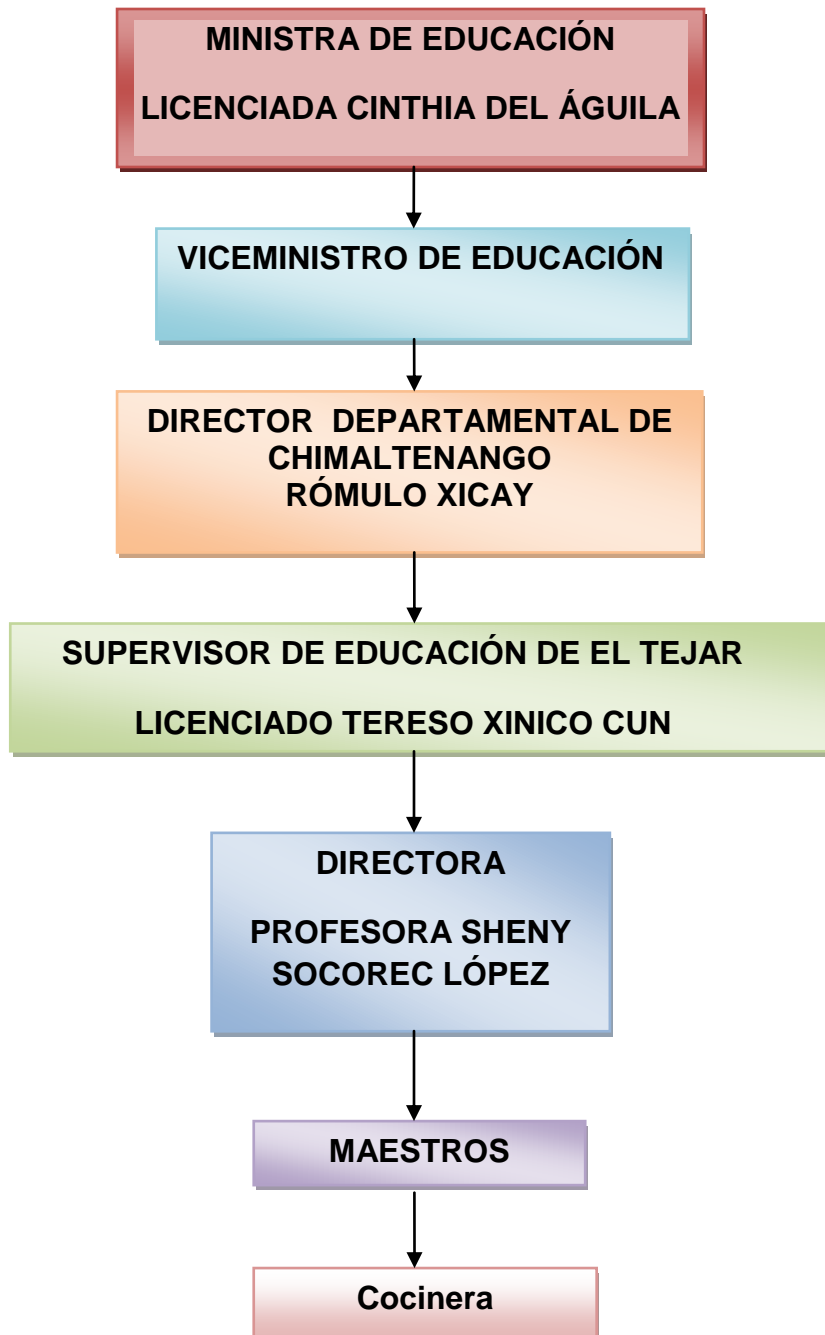 MINISTRA DE EDUCACIÓN
LICENCIADA CINTHIA DEL ÁGUILA
VICEMINISTRO DE EDUCACIÓN
DIRECTOR DEPARTAMENTAL DE
CHIMALTENANGO
RÓMULO XICAY
SUPERVISOR DE EDUCACIÓN DE EL TEJAR
LICENCIADO TERESO XINICO CUN
DIRECTORA
PROFESORA SHENY
SOCOREC LÓPEZ
MAESTROS
Cocinera